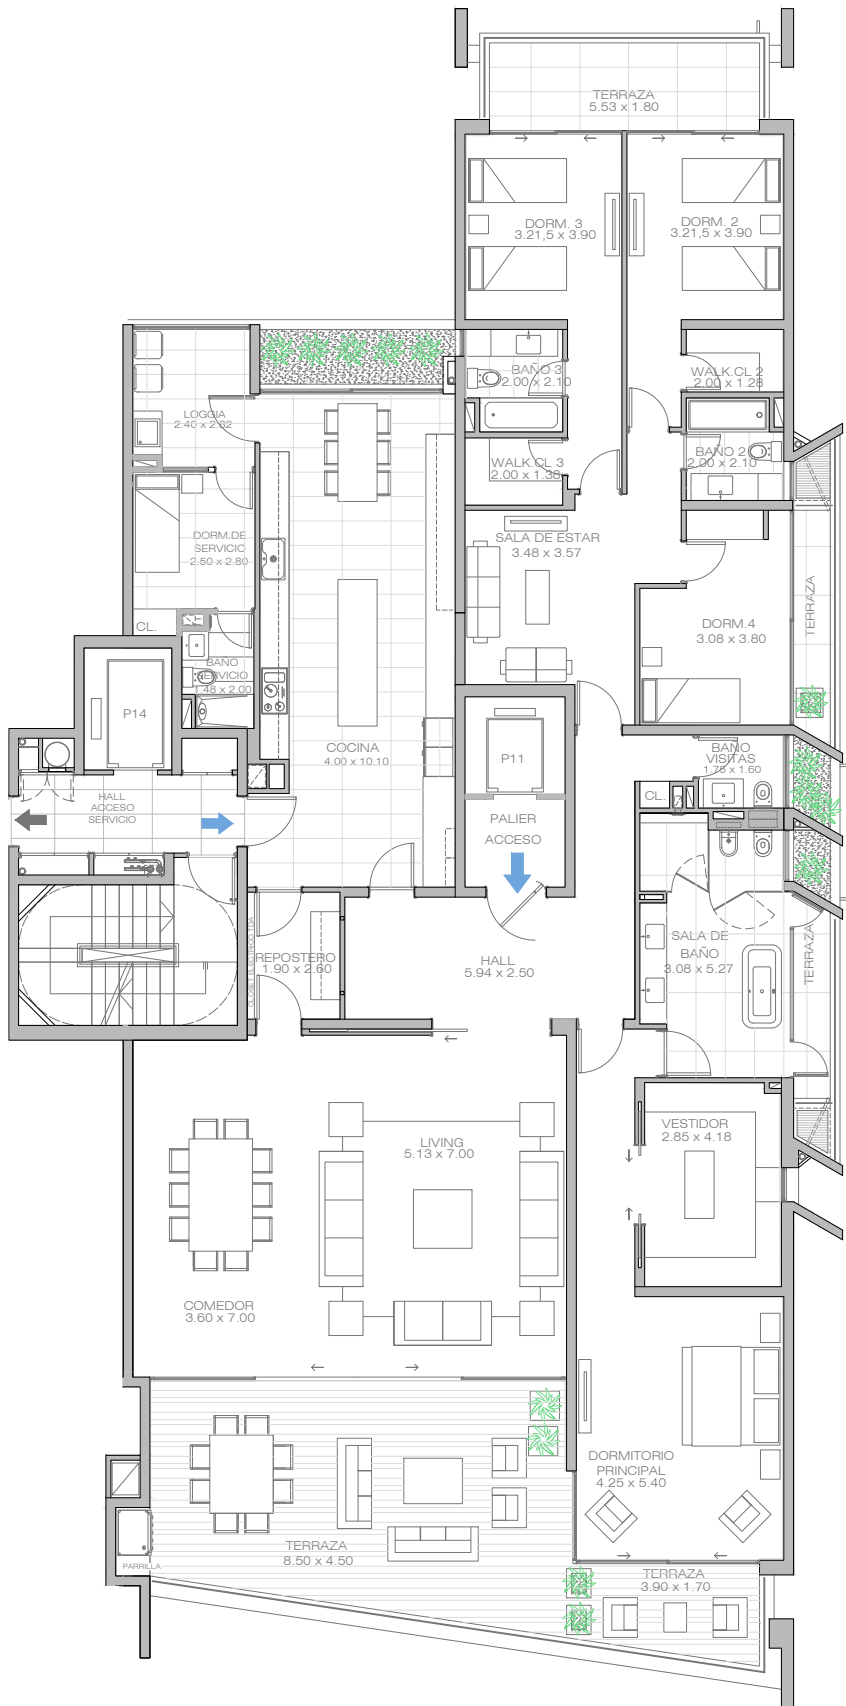 TERRAZA
5.53 x 1.80
DORM. 3
3.21,5 x 3.90
DORM. 2
3.21,5 x 3.90
BAÑO 3
2.00 x 2.10
WALK.CL 2
2.00 x 1.28
LOGGIA
2.40 x 2.62
WALK.CL 3
2.00 x 1.38
BAÑO 2
2.00 x 2.10
DORM.DE
SERVICIO
2.50 x 2.80
SALA DE ESTAR
3.48 x 3.57
TERRAZA
CL.
DORM.4
3.08 x 3.80
BAÑO
SERVICIO
1.48 x 2.00
P14
COCINA
4.00 x 10.10
P11
BAÑO
VISITAS
1.78 x 1.60
CL.
HALL
ACCESO
SERVICIO
PALIER
ACCESO
REPOSTERO
1.90 x 2.60
HALL
5.94 x 2.50
SALA DE
BAÑO
3.08 x 5.27
TERRAZA
LIVING
5.13 x 7.00
VESTIDOR
2.85 x 4.18
COMEDOR
3.60 x 7.00
DORMITORIO
PRINCIPAL
4.25 x 5.40
TERRAZA
8.50 x 4.50
PARRILLA
TERRAZA
3.90 x 1.70